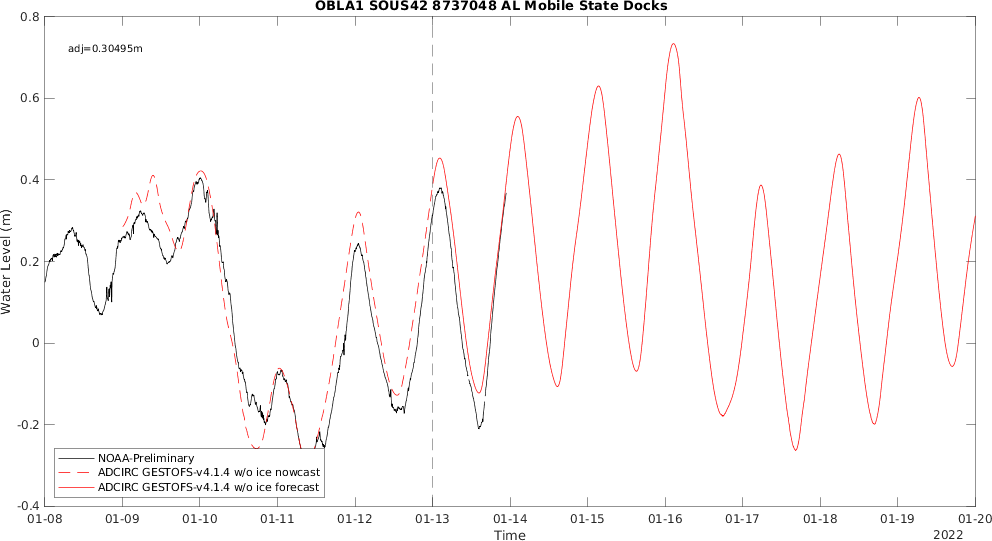 OBLA1 SOUS42 8737048 AL Mobile State Docks
adj=0.30495m
Water Level (m)
0.8
0.6
0.4
0.2
0
-0.2
-0.4
NOAA-Preliminary
ADCIRC GESTOFS-v4.1.4 w/o ice nowcast
ADCIRC GESTOFS-v4.1.4 w/o ice forecast
01-08 01-09 01-10 01-11 01-12 01-13 01-14 01-15 01-16 01-17 01-18 01-19 01-20
Time
2022